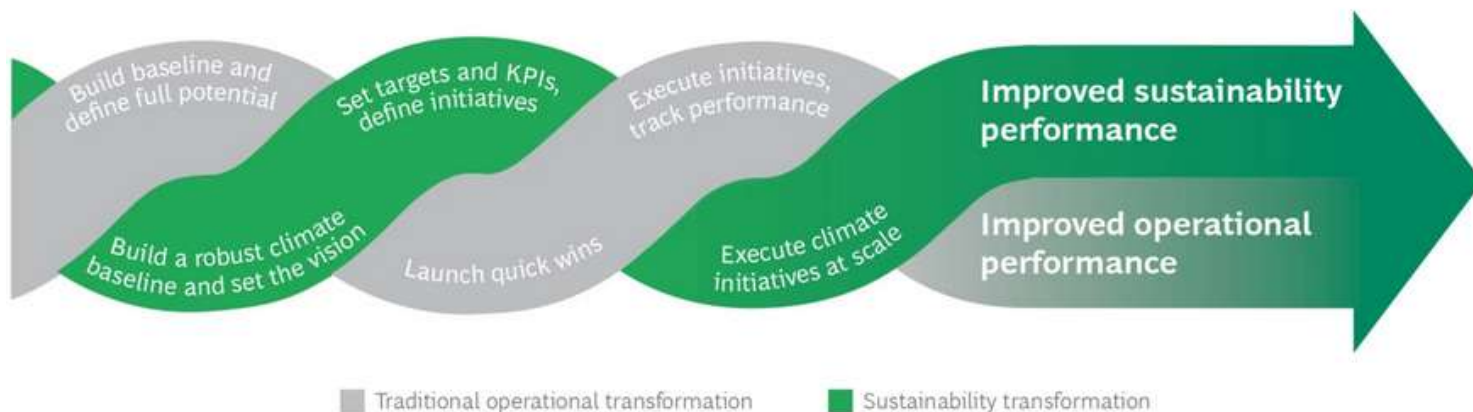 Build baseline and
define full potential
Set targets and KPIs,
define initiatives
Execute initiatives,
track performance
Improved sustainability
performance
Build a robust climate
baseline and set the vision
Launch quick wins
Execute climate
initiatives at scale
Improved operational
performance
Traditional operational transformation
Sustainability transformation